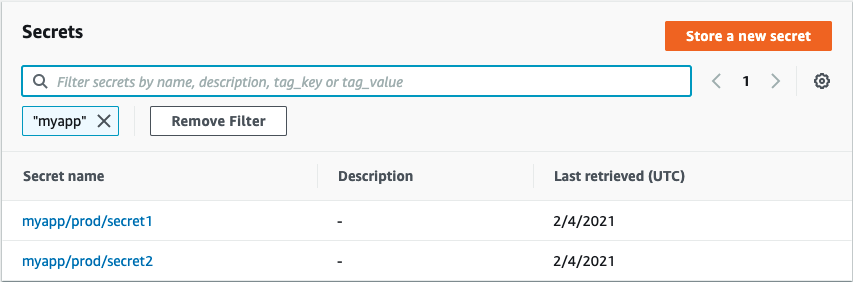 Secrets
Store a new secret
Filter secrets by name, description, tag_key or tag_value
1
"myapp"
Remove Filter
Secret name Description Last retrieved (UTC)
myapp/prod/secret1 - 2/4/2021
myapp/prod/secret2 - 2/4/2021